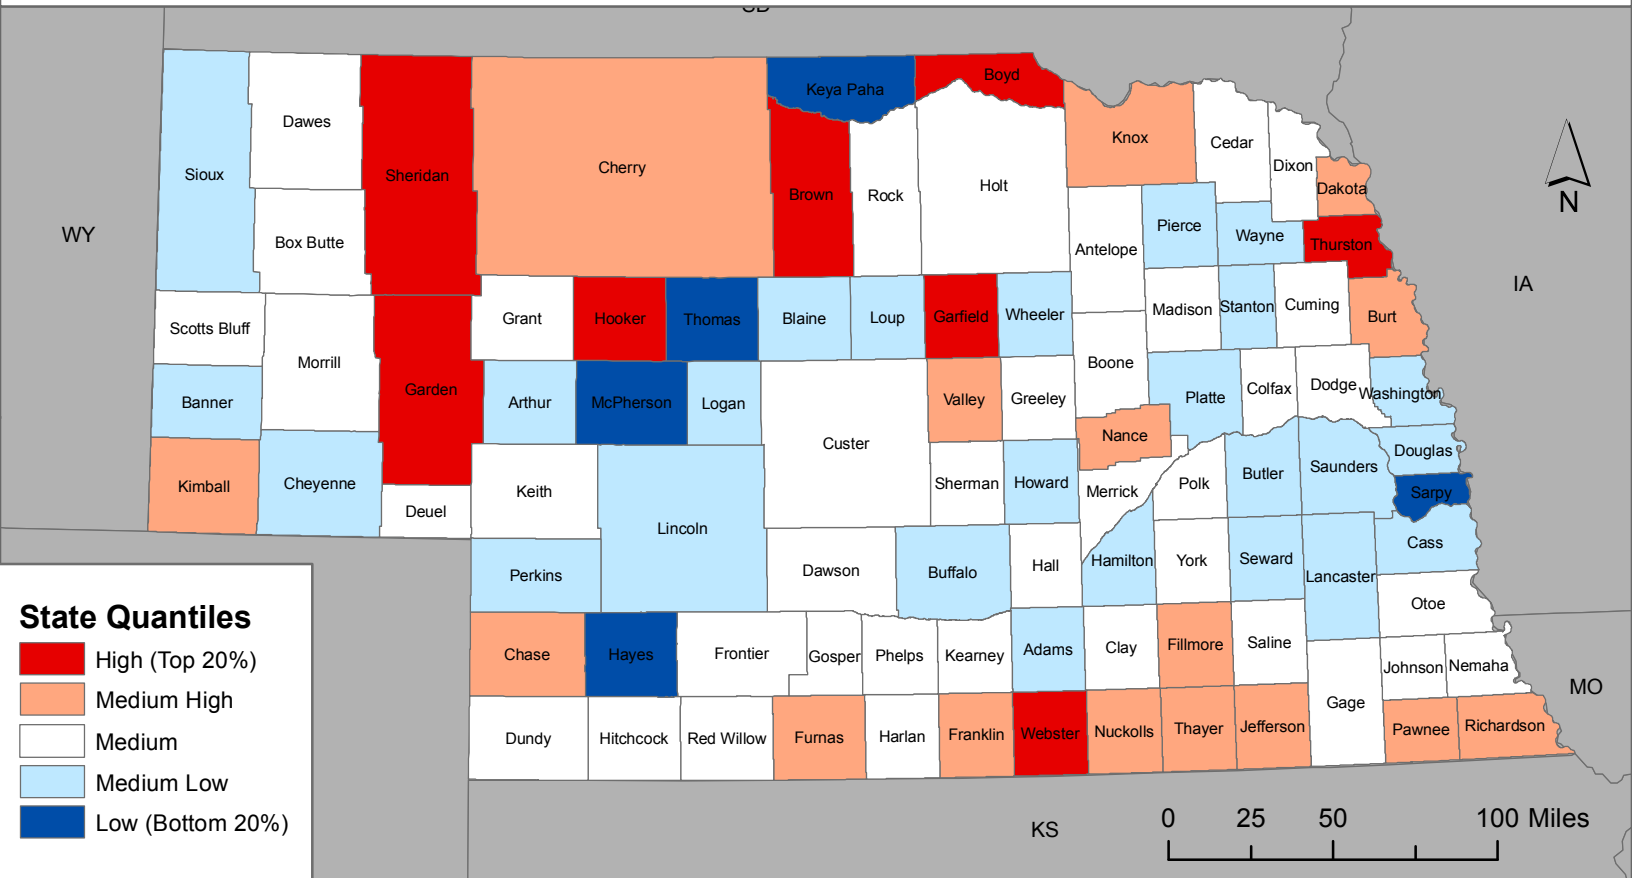 SD
Boyd
Keya Paha
Dawes
Knox
Cedar
Dixon
Sioux
Sheridan
Cherry
Brown
Rock
Holt
Dakota
N
WY
Box Butte
Antelope
Pierce
Wayne
Thurston
IA
Scotts Bluff
Grant
Hooker
Thomas
Blaine
Loup
Garfield
Wheeler
Madison
Stanton
Cuming
Burt
Morrill
Boone
Banner
Garden
Arthur
McPherson
Logan
Valley
Greeley
Platte
Colfax
Dodge
Washington
Custer
Nance
Douglas
Kimball
Cheyenne
Keith
Sherman
Howard
Merrick
Polk
Butler
Saunders
Sarpy
Deuel
Lincoln
Perkins
Dawson
Buffalo
Hall
Hamilton
York
Seward
Lancaster
Cass
Otoe
State Quantiles
High (Top 20%)
Medium High
Medium
Medium Low
Low (Bottom 20%)
Chase
Hayes
Frontier
Gosper
Phelps
Kearney
Adams
Clay
Fillmore
Saline
Johnson
Nemaha
MO
Dundy
Hitchcock
Red Willow
Furnas
Harlan
Franklin
Webster
Nuckolls
Thayer
Jefferson
Gage
Pawnee
Richardson
KS
0 25 50 100 Miles